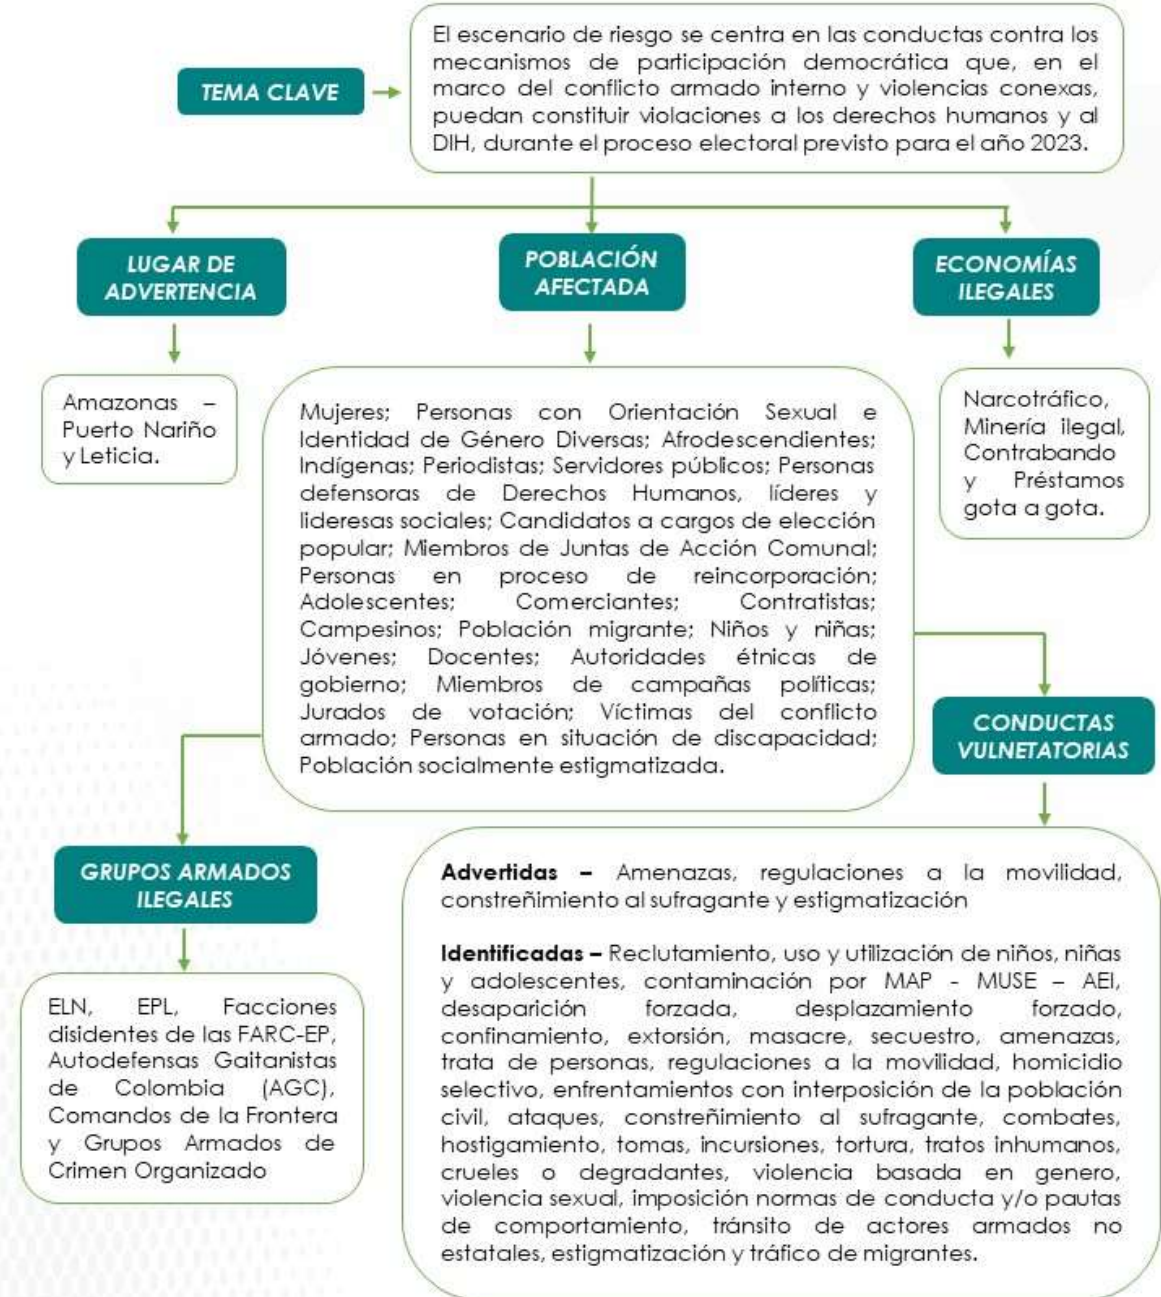 TEMA CLAVE
El escenario de riesgo se centra en las conductas contra los
mecanismos de participación democrática que, en el
marco del conflicto armado interno y violencias conexas,
puedan constituir violaciones a los derechos humanos y al
DIH, durante el proceso electoral previsto para el año 2023.
LUGAR DE
ADVERTENCIA
POBLACIÓN
AFECTADA
ECONOMÍAS
ILEGALES
Amazonas –
Puerto Nariño
y Leticia.
Mujeres; Personas con Orientación Sexual e
Identidad de Género Diversas; Afrodescendientes;
Indígenas; Periodistas; Servidores públicos; Personas
defensoras de Derechos Humanos, líderes y
lideresas sociales; Candidatos a cargos de elección
popular; Miembros de Juntas de Acción Comunal;
Personas en proceso de reincorporación;
Adolescentes; Comerciantes; Contratistas;
Campesinos; Población migrante; Niños y niñas;
Jóvenes; Docentes; Autoridades étnicas de
gobierno; Miembros de campañas políticas;
Jurados de votación; Víctimas del conflicto
armado; Personas en situación de discapacidad;
Población socialmente estigmatizada.
Narcotráfico,
Minería ilegal,
Contrabando
y Préstamos
gota a gota.
CONDUCTAS
VULNETATORIAS
GRUPOS ARMADOS
ILEGALES
ELN, EPL, Facciones
disidentes de las FARC-EP,
Autodefensas Gaitanistas
de Colombia (AGC),
Comandos de la Frontera
y Grupos Armados de
Crimen Organizado
Advertidas – Amenazas, regulaciones a la movilidad,
constreñimiento al sufragante y estigmatización
Identificadas – Reclutamiento, uso y utilización de niños, niñas
y adolescentes, contaminación por MAP - MUSE – AEI,
desaparición forzada, desplazamiento forzado,
confinamiento, extorsión, masacre, secuestro, amenazas,
trata de personas, regulaciones a la movilidad, homicidio
selectivo, enfrentamientos con interposición de la población
civil, ataques, constreñimiento al sufragante, combates,
hostigamiento, tomas, incursiones, tortura, tratos inhumanos,
crueles o degradantes, violencia basada en genero,
violencia sexual, imposición normas de conducta y/o pautas
de comportamiento, tránsito de actores armados no
estatales, estigmatización y tráfico de migrantes.